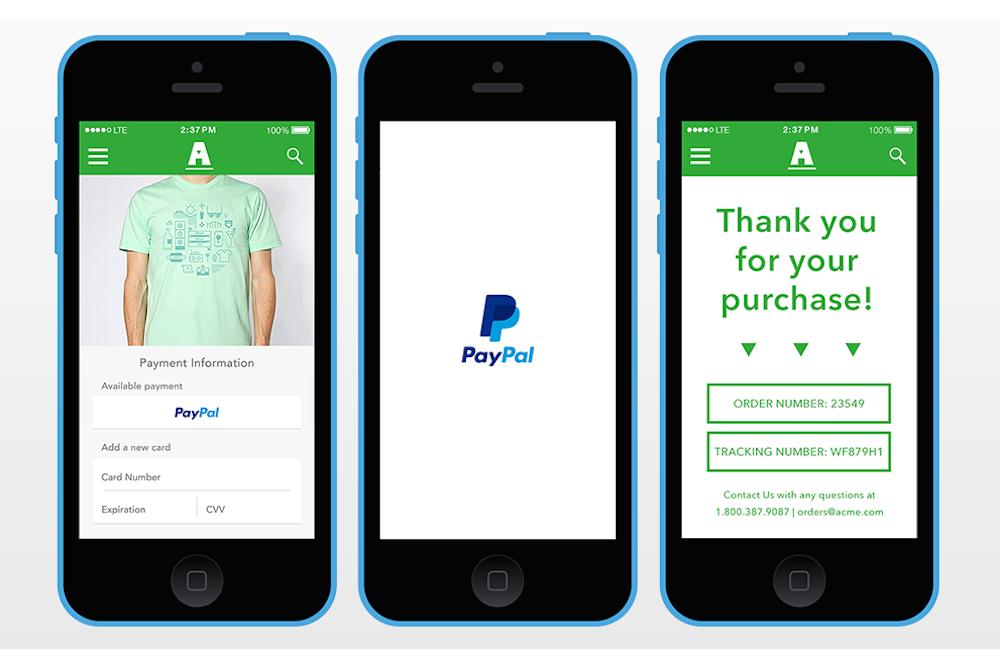 LTE 2:37 PM 100%
A
Payment Information
Available payment
PayPal
Add a new card
Card Number
Expiration CVV
PayPal
LTE 2:37 PM 100%
A
Thank you
for your
purchase!
ORDER NUMBER: 23549
TRACKING NUMBER: WF879H1
Contact Us with any questions at
1.800.387.9087 | orders@acme.com